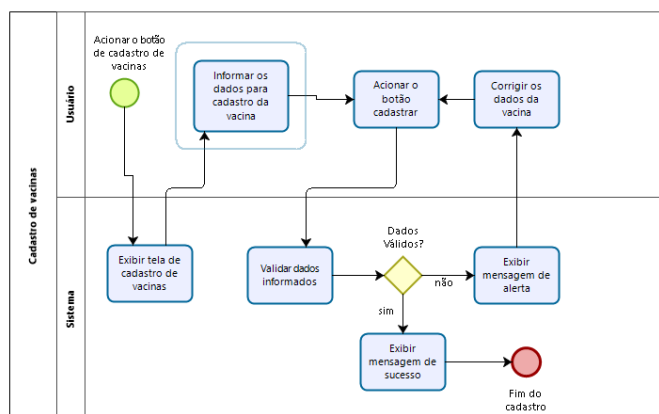 Cadastro de vacinas
Usuário
Acionar o botão
de cadastro de
vacinas
Informar os
dados para
cadastro da
vacina
Acionar o
botão
cadastrar
Corrigir os
dados da
vacina
Sistema
Exibir tela de
cadastro de
vacinas
Validar dados
informados
Dados
Válidos?
não
sim
Exibir
mensagem de
alerta
Exibir
mensagem de
sucesso
Fim do
cadastro